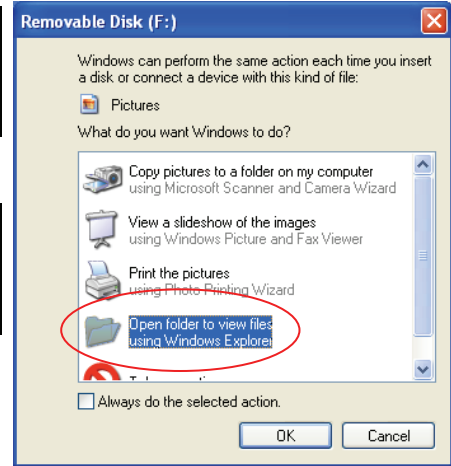 Removable Disk (F:)
Windows can perform the same action each time you insert
a disk or connect a device with this kind of file:
Pictures
What do you want Windows to do?
Copy pictures to a folder on my computer
using Microsoft Scanner and Camera Wizard
View a slideshow of the images
using Windows Picture and Fax Viewer
Print the pictures
using Photo Printing Wizard
Open folder to view files
using Windows Explorer
Always do the selected action.
OK
Cancel